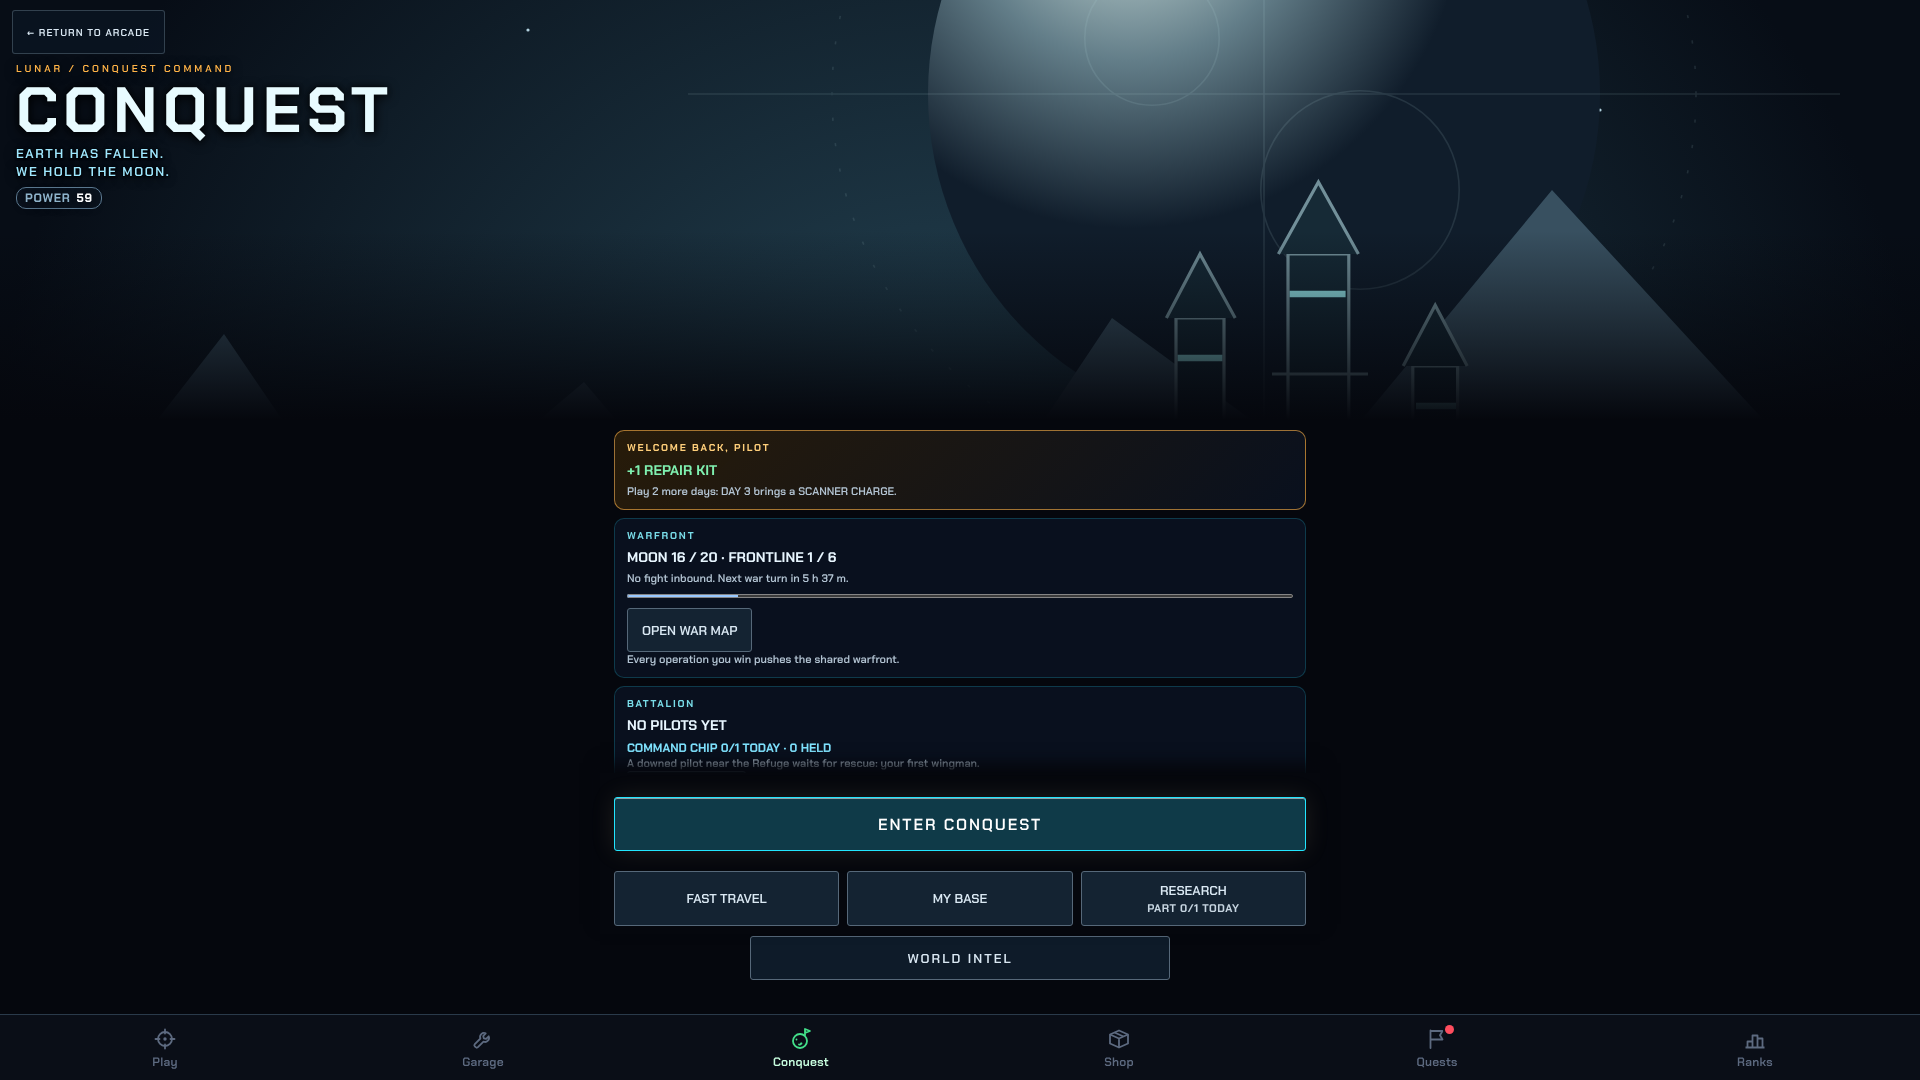 ← RETURN TO ARCADE
LUNAR / CONQUEST COMMAND
CONQUEST
EARTH HAS FALLEN.
WE HOLD THE MOON.
POWER 59
WELCOME BACK, PILOT
+1 REPAIR KIT
Play 2 more days: DAY 3 brings a SCANNER CHARGE.
WARFRONT
MOON 16 / 20 · FRONTLINE 1 / 6
No fight inbound. Next war turn in 5 h 37 m.
OPEN WAR MAP
Every operation you win pushes the shared warfront.
BATTALION
NO PILOTS YET
COMMAND CHIP 0/1 TODAY · 0 HELD
A downed pilot near the Refuge waits for rescue: your first wingman.
ENTER CONQUEST
FAST TRAVEL
MY BASE
RESEARCH
PART 0/1 TODAY
WORLD INTEL
Play
Garage
Conquest
Shop
Quests
Ranks